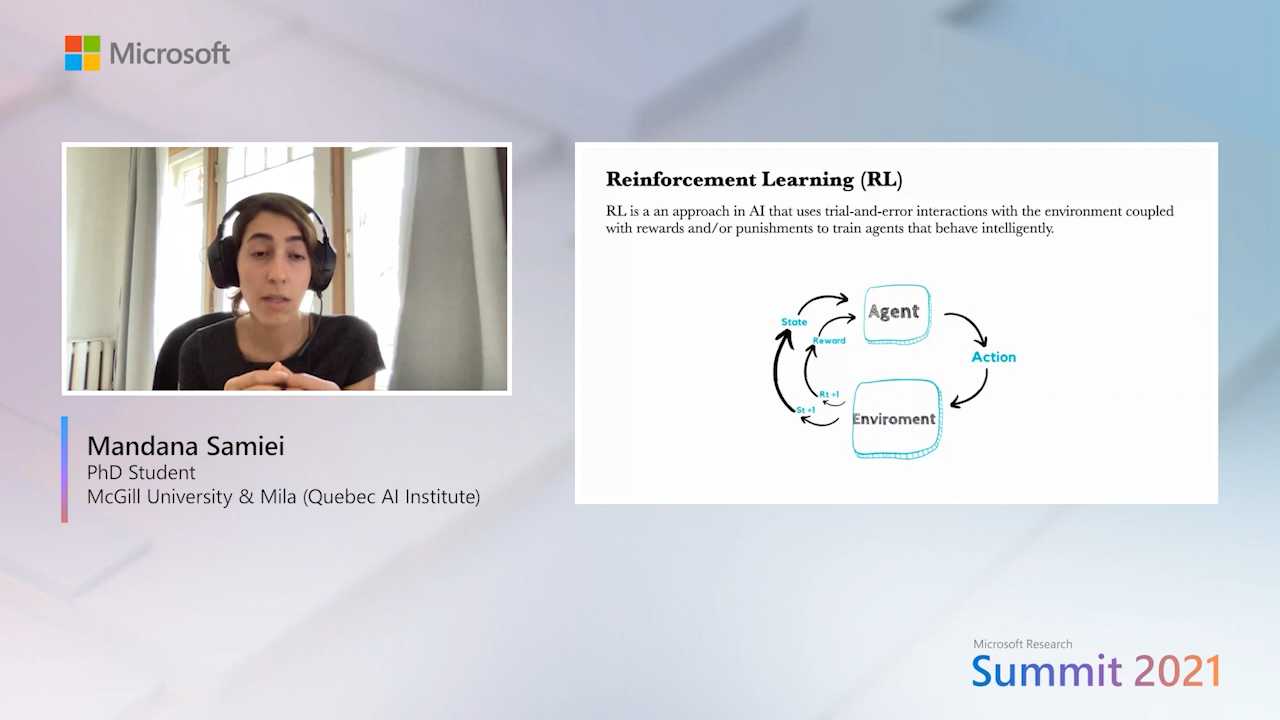 Microsoft
Reinforcement Learning (RL)
RL is a an approach in AI that uses trial-and-error interactions with the environment coupled
with rewards and/or punishments to train agents that behave intelligently.
Agent
State
Reward
Action
Rt +1
St +1
Enviroment
Mandana Samiei
PhD Student
McGill University & Mila (Quebec AI Institute)
Microsoft Research
Summit 2021